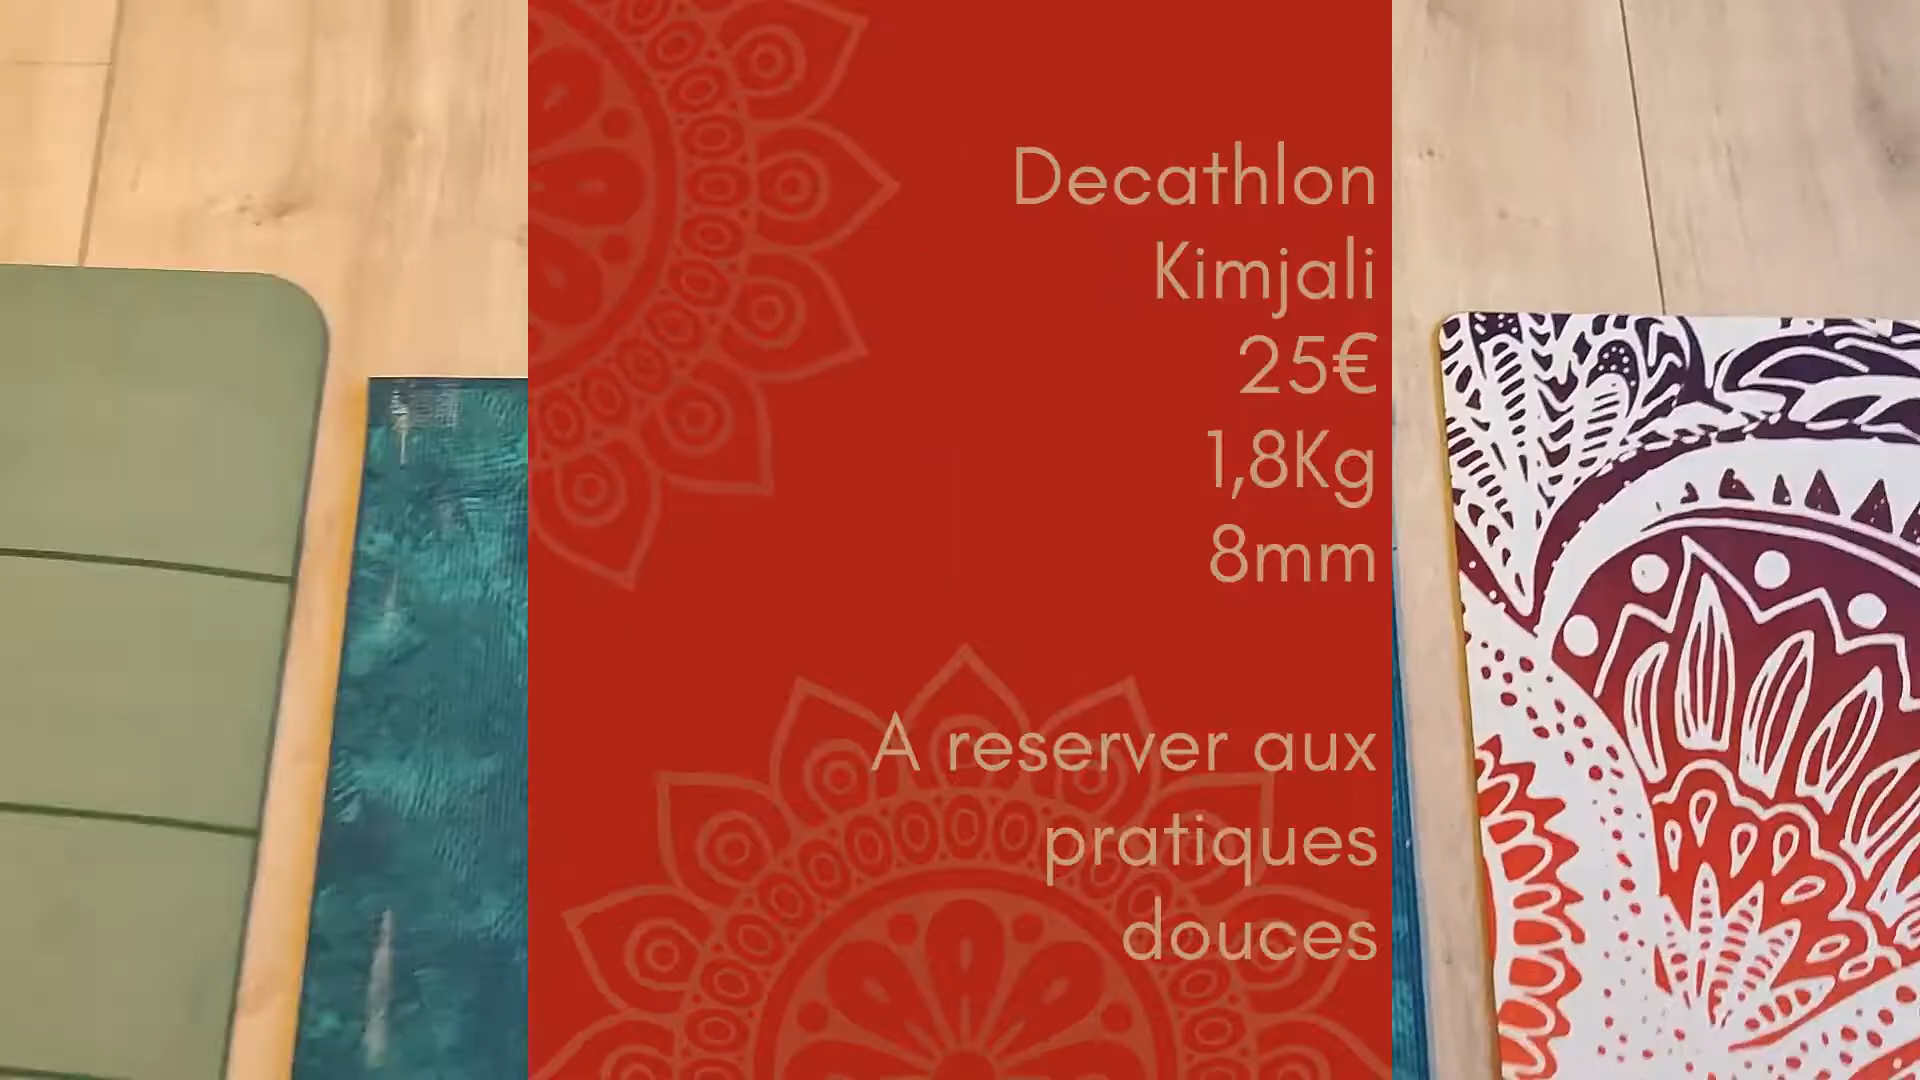 Decathlon
Kimjali
25€
1,8Kg
8mm
A reserver aux
pratiques
douces